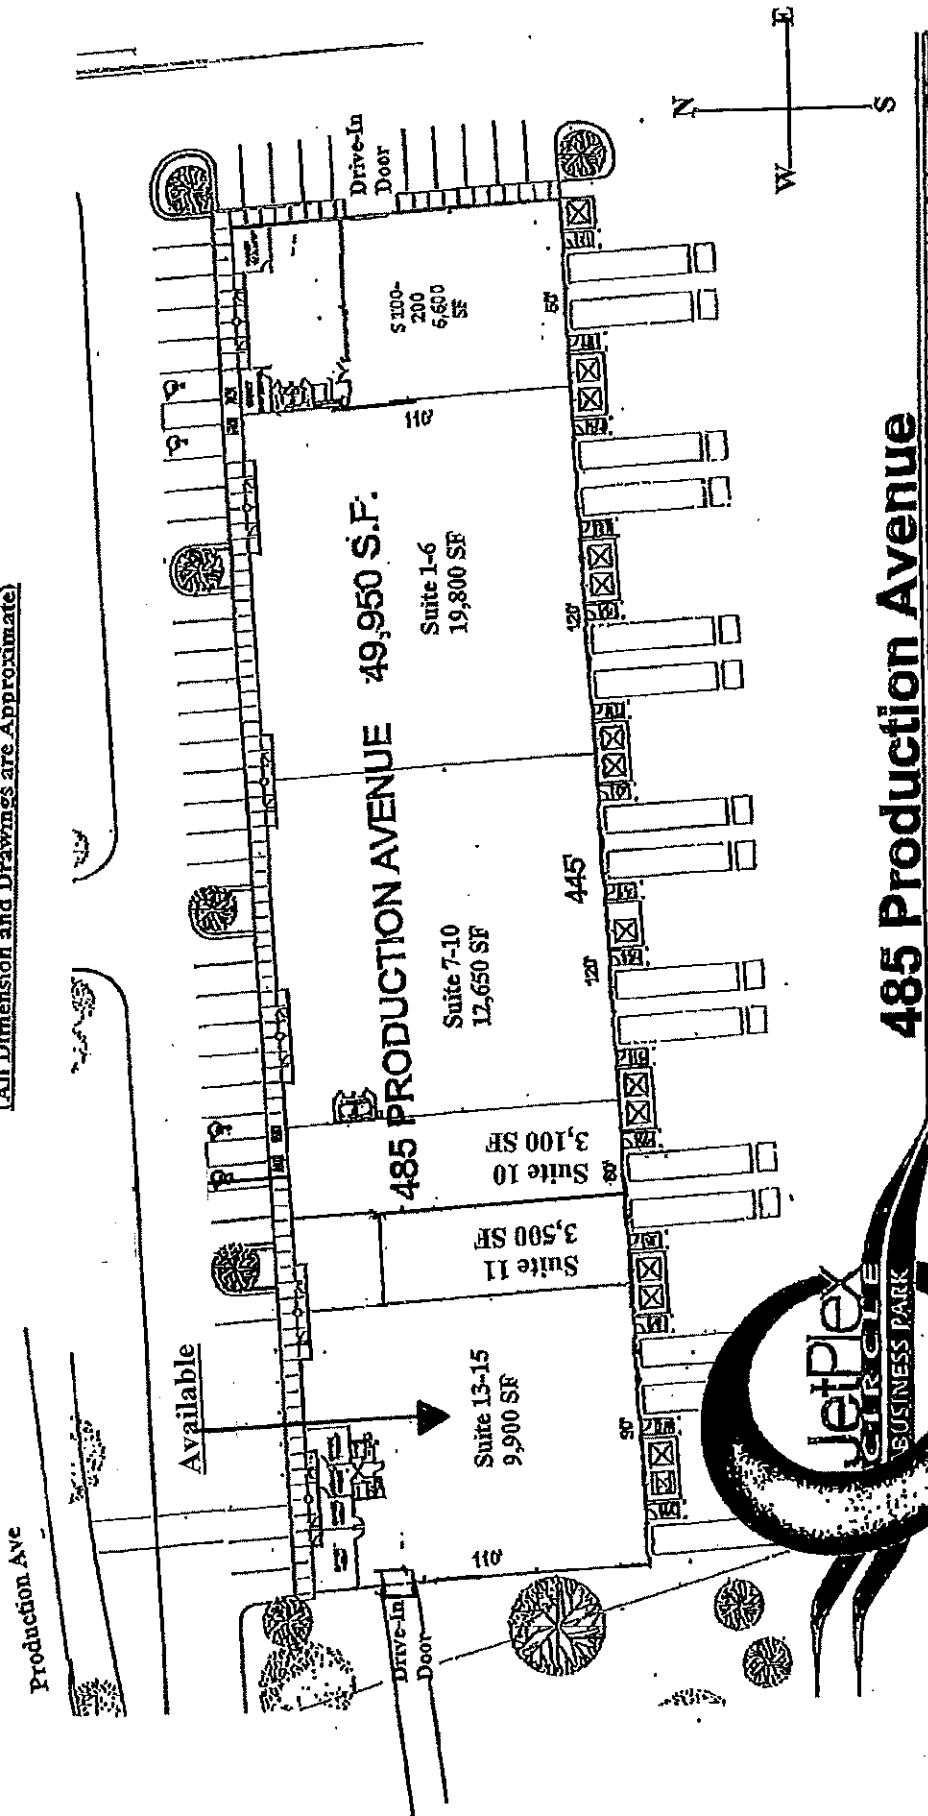 (All Dimension and Drawings are Approximate)
Production Ave
Available
Drive-In
Door
N
E
W
S
S 100-
200
6,600
SF
110'
Suite 1-6
19,800 SF
120'
485 PRODUCTION AVENUE 49,950 S.F.
Suite 7-10
12,650 SF
445'
120'
Suite 10
3,100 SF
60'
Suite 11
3,500 SF
Suite 13-15
9,900 SF
90'
110'
Drive-In
Door
JetPlex
CIRCLE
BUSINESS PARK
485 Production Avenue